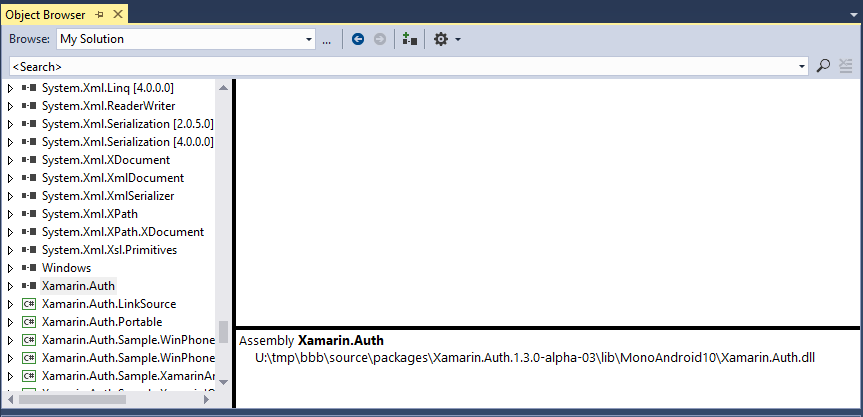 Object Browser
Browse: My Solution ...
<Search>
System.Xml.Linq [4.0.0.0]
System.Xml.ReaderWriter
System.Xml.Serialization [2.0.5.0]
System.Xml.Serialization [4.0.0.0]
System.Xml.XDocument
System.Xml.XmlDocument
System.Xml.XmlSerializer
System.Xml.XPath
System.Xml.XPath.XDocument
System.Xml.Xsl.Primitives
Windows
Xamarin.Auth
C# Xamarin.Auth.LinkSource
C# Xamarin.Auth.Portable
C# Xamarin.Auth.Sample.WinPhone
C# Xamarin.Auth.Sample.WinPhone
C# Xamarin.Auth.Sample.XamarinAr
Assembly Xamarin.Auth
U:\tmp\bbb\source\packages\Xamarin.Auth.1.3.0-alpha-03\lib\MonoAndroid10\Xamarin.Auth.dll